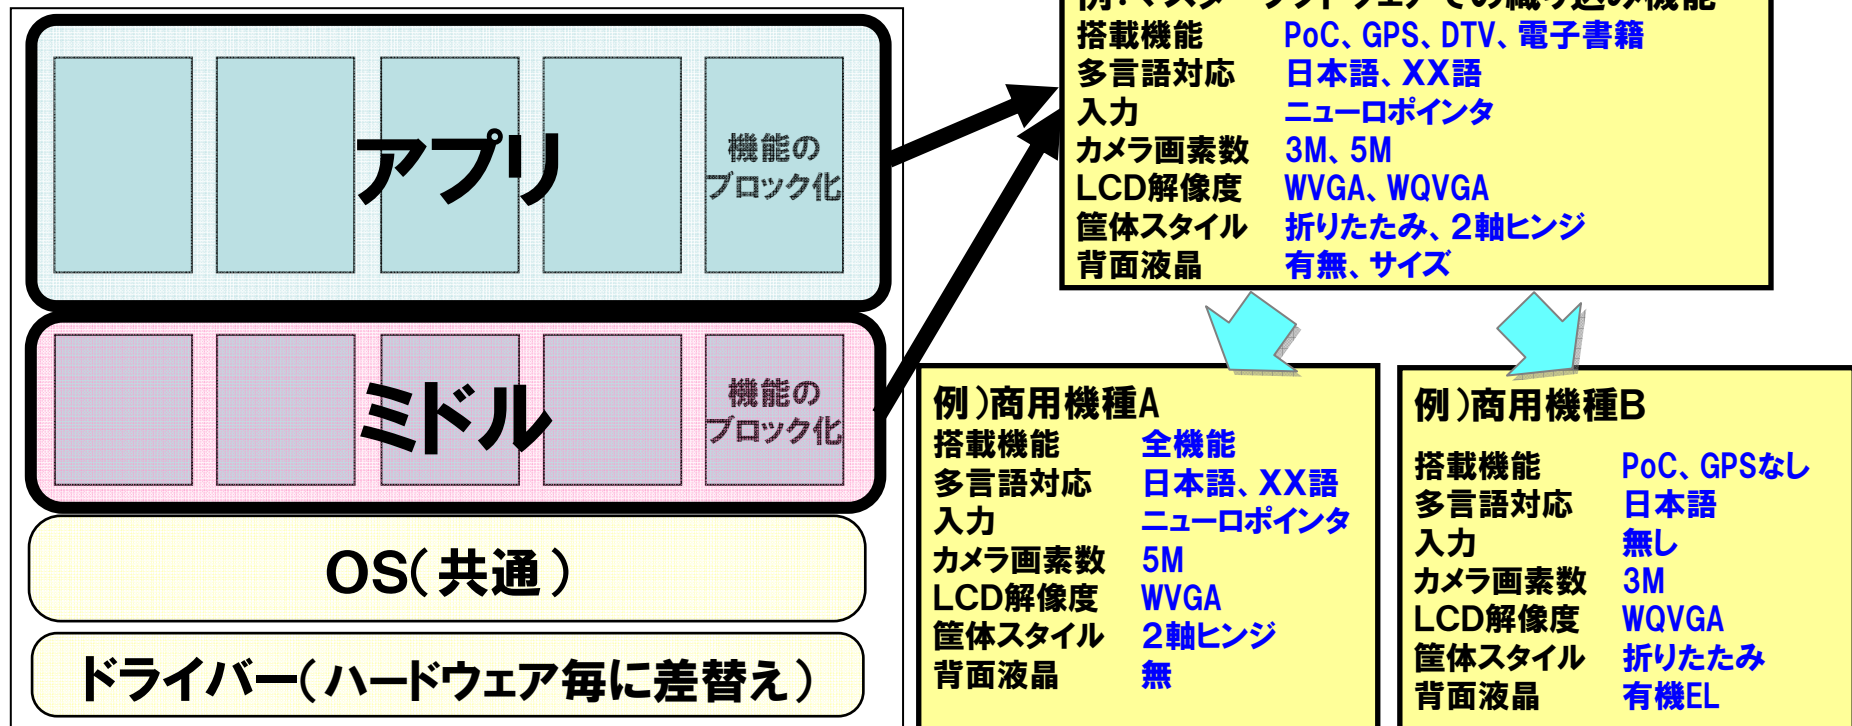 アプリ
機能の
ブロック化
ミドル
機能の
ブロック化
OS(共通)
ドライバー(ハードウェア毎に差替え)
搭載機能 PoC、GPS、DTV、電子書籍
多言語対応 日本語、XX語
入力 ニューロポインタ
カメラ画素数 3M、5M
LCD解像度 WVGA、WQVGA
筐体スタイル 折りたたみ、2軸ヒンジ
背面液晶 有無、サイズ
例)商用機種A
搭載機能 全機能
多言語対応 日本語、XX語
入力 ニューロポインタ
カメラ画素数 5M
LCD解像度 WVGA
筐体スタイル 2軸ヒンジ
背面液晶 無
例)商用機種B
搭載機能 PoC、GPSなし
多言語対応 日本語
入力 無し
カメラ画素数 3M
LCD解像度 WQVGA
筐体スタイル 折りたたみ
背面液晶 有機EL